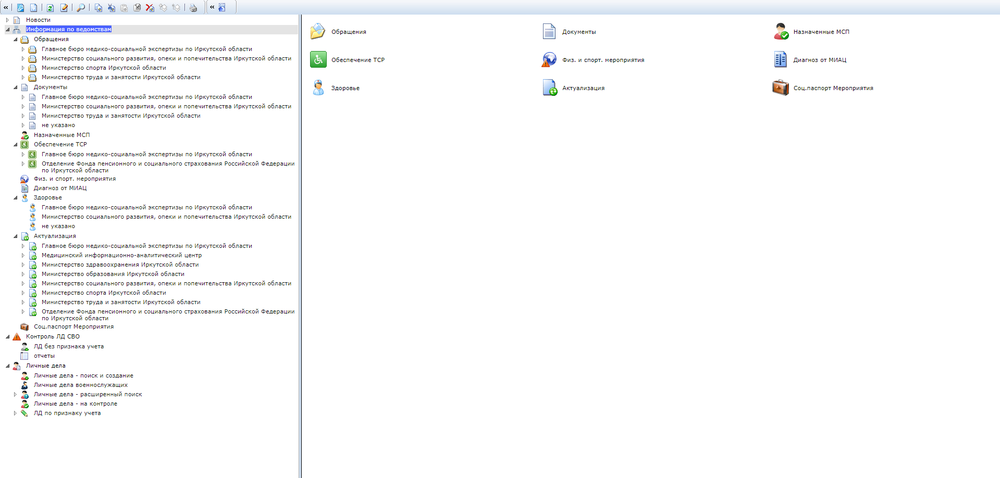 Новости
Информация по ведомствам
Обращения
Главное бюро медико-социальной экспертизы по Иркутской области
Министерство социального развития, опеки и попечительства Иркутской области
Министерство спорта Иркутской области
Министерство труда и занятости Иркутской области
Документы
Главное бюро медико-социальной экспертизы по Иркутской области
Министерство социального развития, опеки и попечительства Иркутской области
Министерство труда и занятости Иркутской области
не указано
Назначенные МСП
Обеспечение ТСР
Главное бюро медико-социальной экспертизы по Иркутской области
Отделение Фонда пенсионного и социального страхования Российской Федерации
по Иркутской области
Физ. и спорт. мероприятия
Диагноз от МИАЦ
Здоровье
Главное бюро медико-социальной экспертизы по Иркутской области
Министерство социального развития, опеки и попечительства Иркутской области
не указано
Актуализация
Главное бюро медико-социальной экспертизы по Иркутской области
Медицинский информационно-аналитический центр
Министерство здравоохранения Иркутской области
Министерство образования Иркутской области
Министерство социального развития, опеки и попечительства Иркутской области
Министерство спорта Иркутской области
Министерство труда и занятости Иркутской области
Отделение Фонда пенсионного и социального страхования Российской Федерации
по Иркутской области
Соц.паспорт Мероприятия
Контроль ЛД СВО
ЛД без признака учета
отчеты
Личные дела
Личные дела - поиск и создание
Личные дела военнослужащих
Личные дела - расширенный поиск
Личные дела - на контроле
ЛД по признаку учета
Обращения
Документы
Назначенные МСП
Обеспечение ТСР
Физ. и спорт. мероприятия
Диагноз от МИАЦ
Здоровье
Актуализация
Соц.паспорт Мероприятия